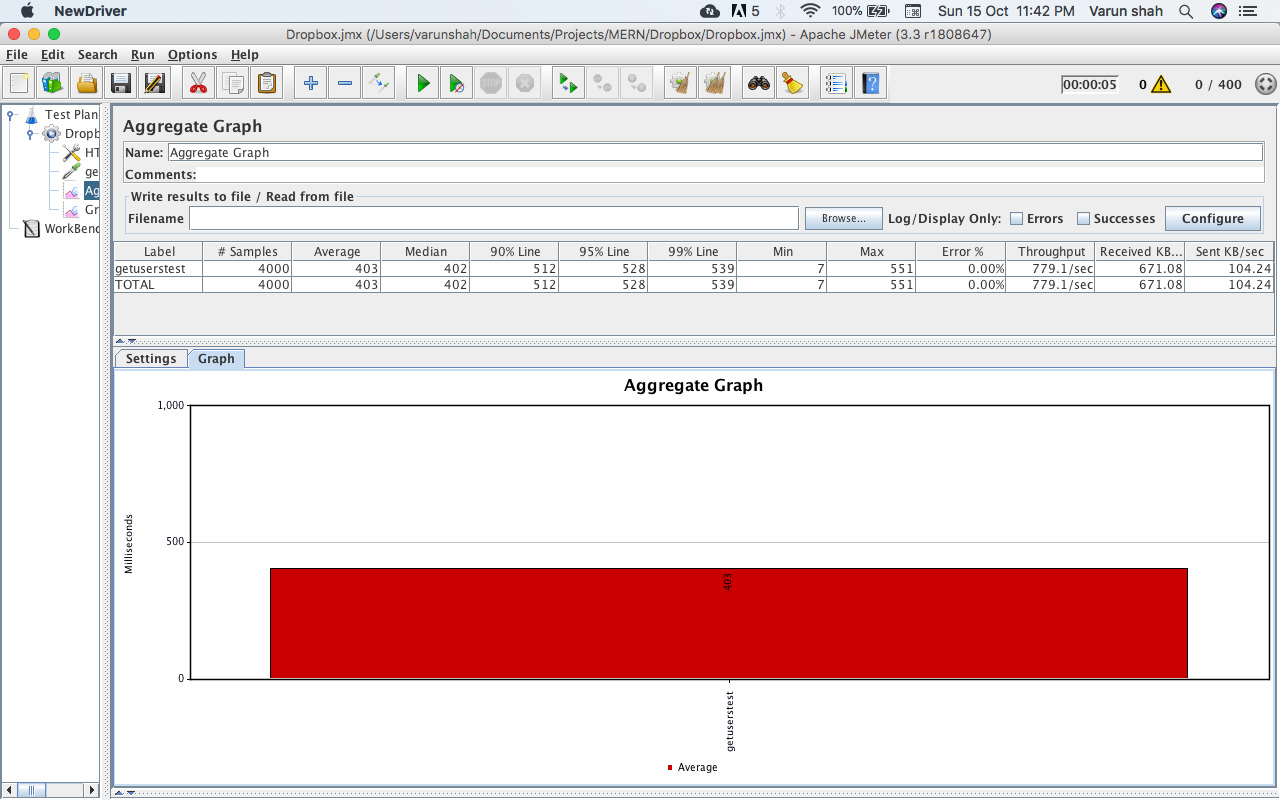 NewDriver 5 100% Sun 15 Oct 11:42 PM Varun shah
Dropbox.jmx (/Users/varunshah/Documents/Projects/MERN/Dropbox/Dropbox.jmx) - Apache JMeter (3.3 r1808647)
File Edit Search Run Options Help
00:00:05 0 0 / 400
Test Plan
Dropb
HT
ge
Ag
Gr
WorkBenc
Aggregate Graph
Name: Aggregate Graph
Comments:
Write results to file / Read from file
Filename Browse... Log/Display Only: Errors Successes Configure
Label # Samples Average Median 90% Line 95% Line 99% Line Min Max Error % Throughput Received KB... Sent KB/sec
getuserstest 4000 403 402 512 528 539 7 551 0.00% 779.1/sec 671.08 104.24
TOTAL 4000 403 402 512 528 539 7 551 0.00% 779.1/sec 671.08 104.24
Settings Graph
Aggregate Graph
1,000
500
0
Milliseconds
403
getuserstest
Average